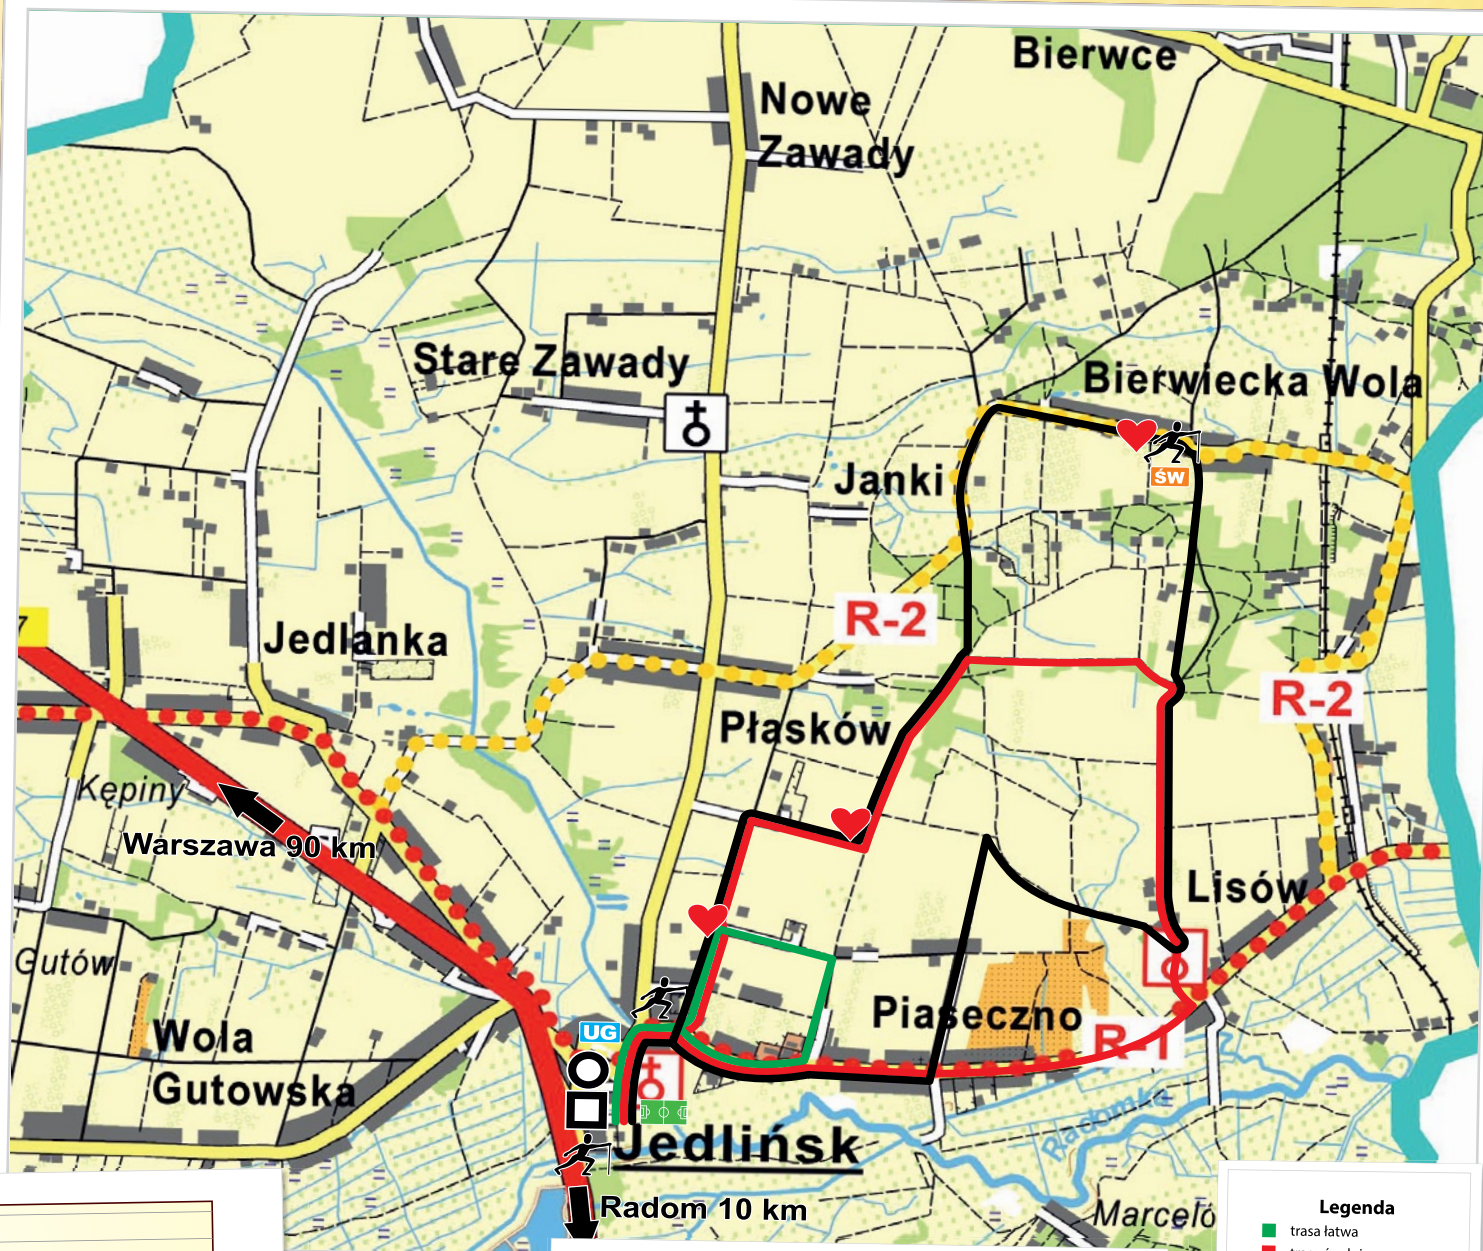 Bierwce
Nowe
Zawady
Stare Zawady
Bierwiecka Wola
Janki
ŚW
R-2
7
Jedlanka
R-2
Płasków
Kępiny
Warszawa 90 km
Lisów
Gutów
Piaseczno
Wola
Gutowska
UG
R-1
Radomka
Jedlińsk
Radom 10 km
Legenda
trasa łatwa